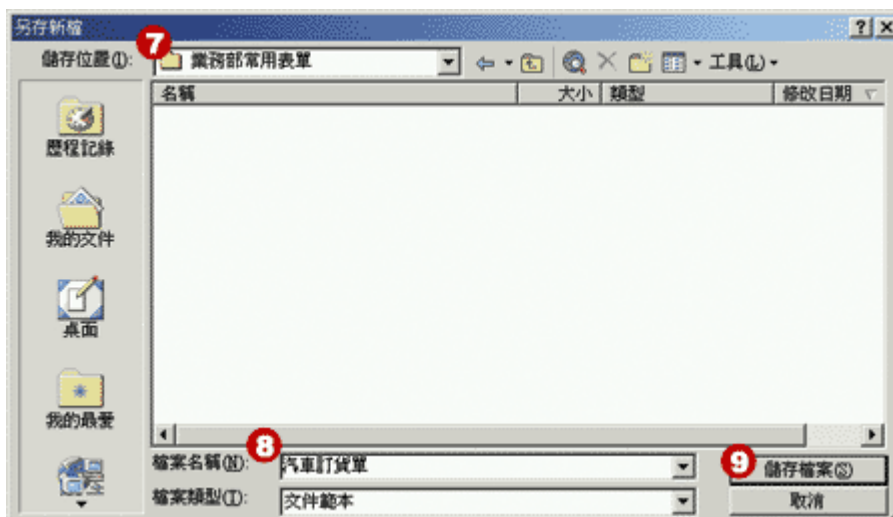 另存新檔
7
儲存位置(I): 業務部常用表單 工具(L)
名稱 大小 類型 修改日期
歷程記錄
我的文件
桌面
我的最愛
8
檔案名稱(N): 汽車訂貨單
9
儲存檔案(S)
檔案類型(T): 文件範本
取消